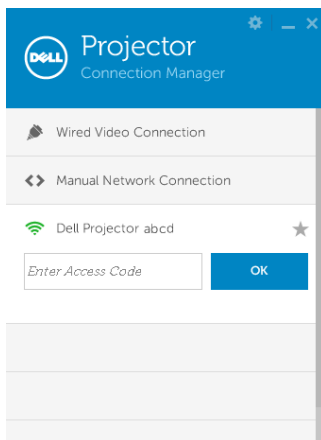 DELL
Projector
Connection Manager
Wired Video Connection
Manual Network Connection
Dell Projector abcd
Enter Access Code
OK